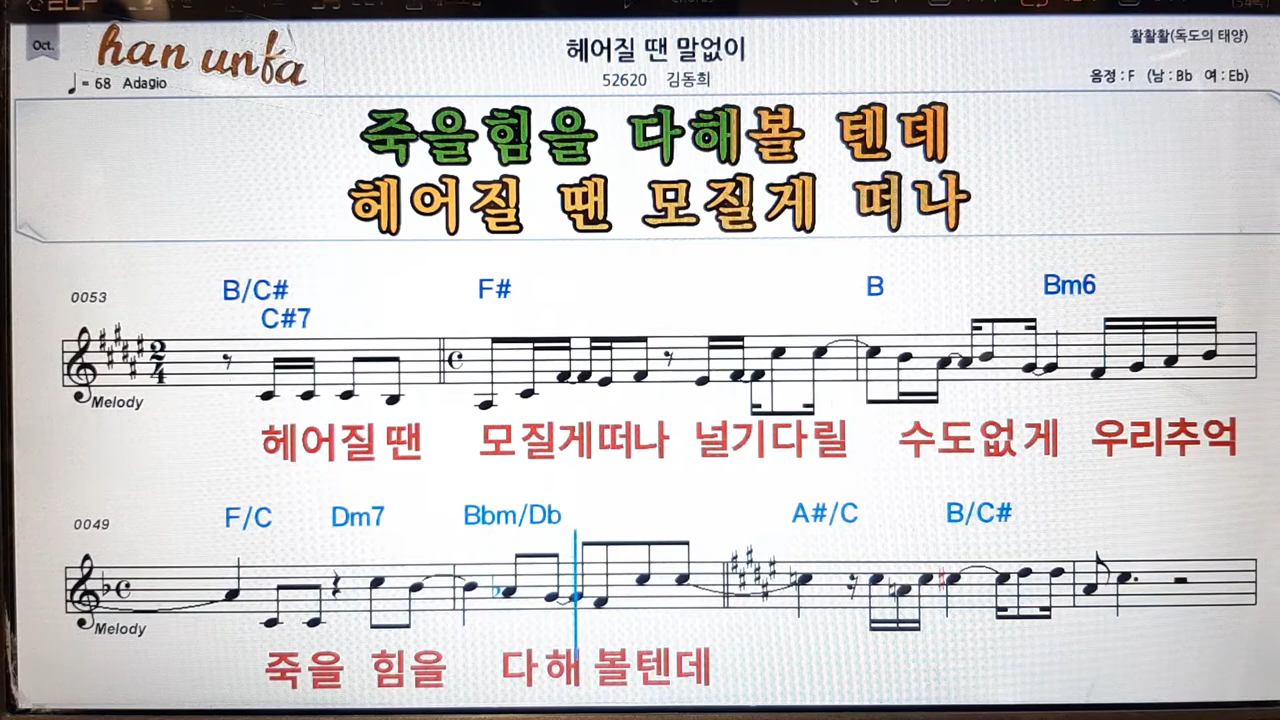 Oct.
han unfa
♩= 68 Adagio
헤어질 땐 말없이
52620 김동희
활활활(독도의 태양)
음정 : F (남 : Bb 여 : Eb)
죽을힘을 다해볼 텐데
헤어질 땐 모질게 떠나
0053
B/C# F# B Bm6
C#7
2/4
Melody
헤어질땐 모질게떠나 널기다릴 수도없게 우리추억
0049
F/C Dm7 Bbm/Db A#/C B/C#
Melody
죽을 힘을 다해 볼텐데